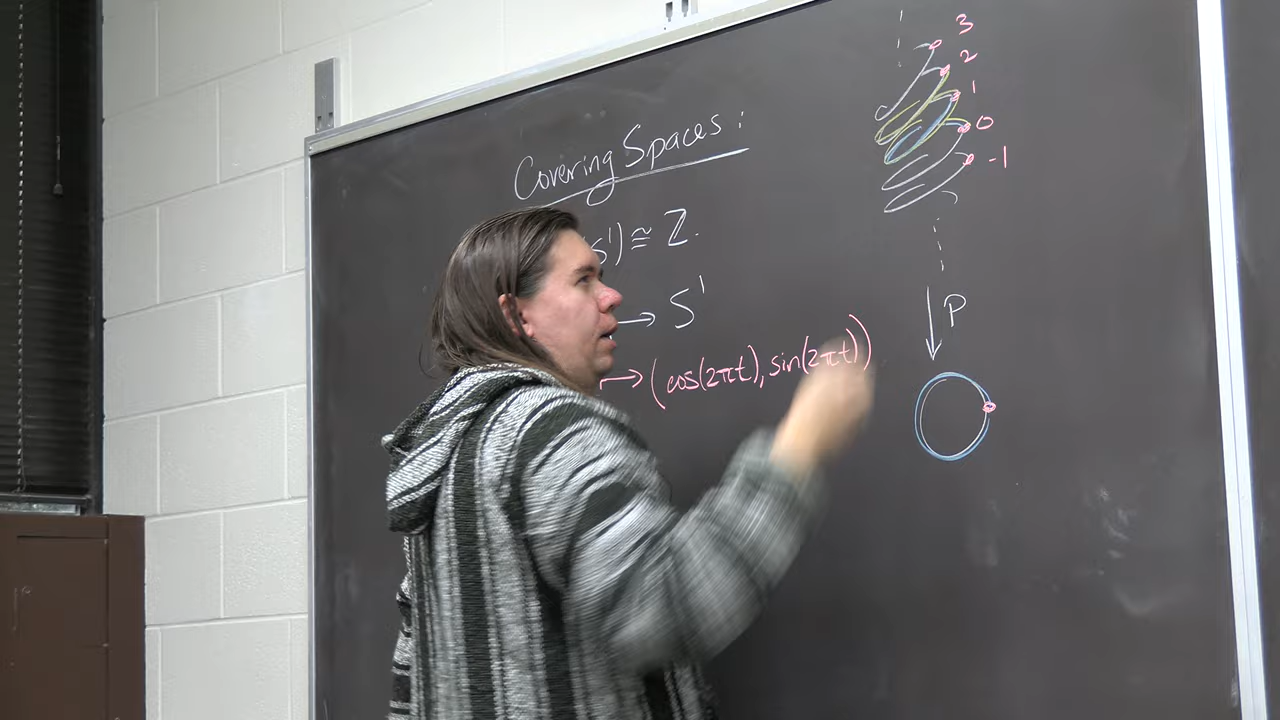 Covering Spaces:
S¹) ≅ Z.
→ S¹
↦ (cos(2πt), sin(2πt))
3
2
1
0
-1
P